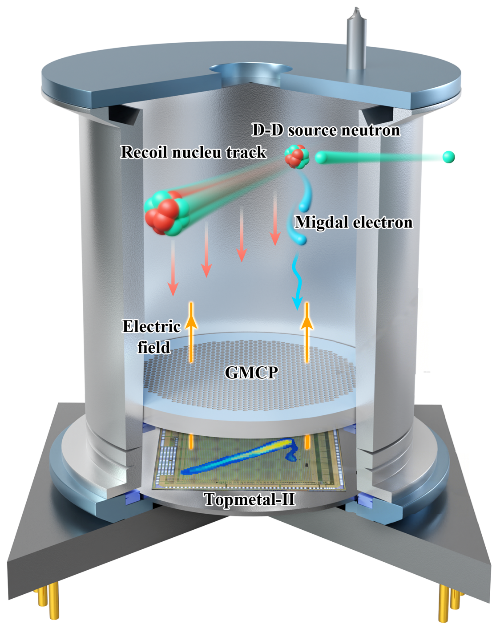 D-D source neutron
Recoil nucleu track
Migdal electron
Electric
field
GMCP
Topmetal-II